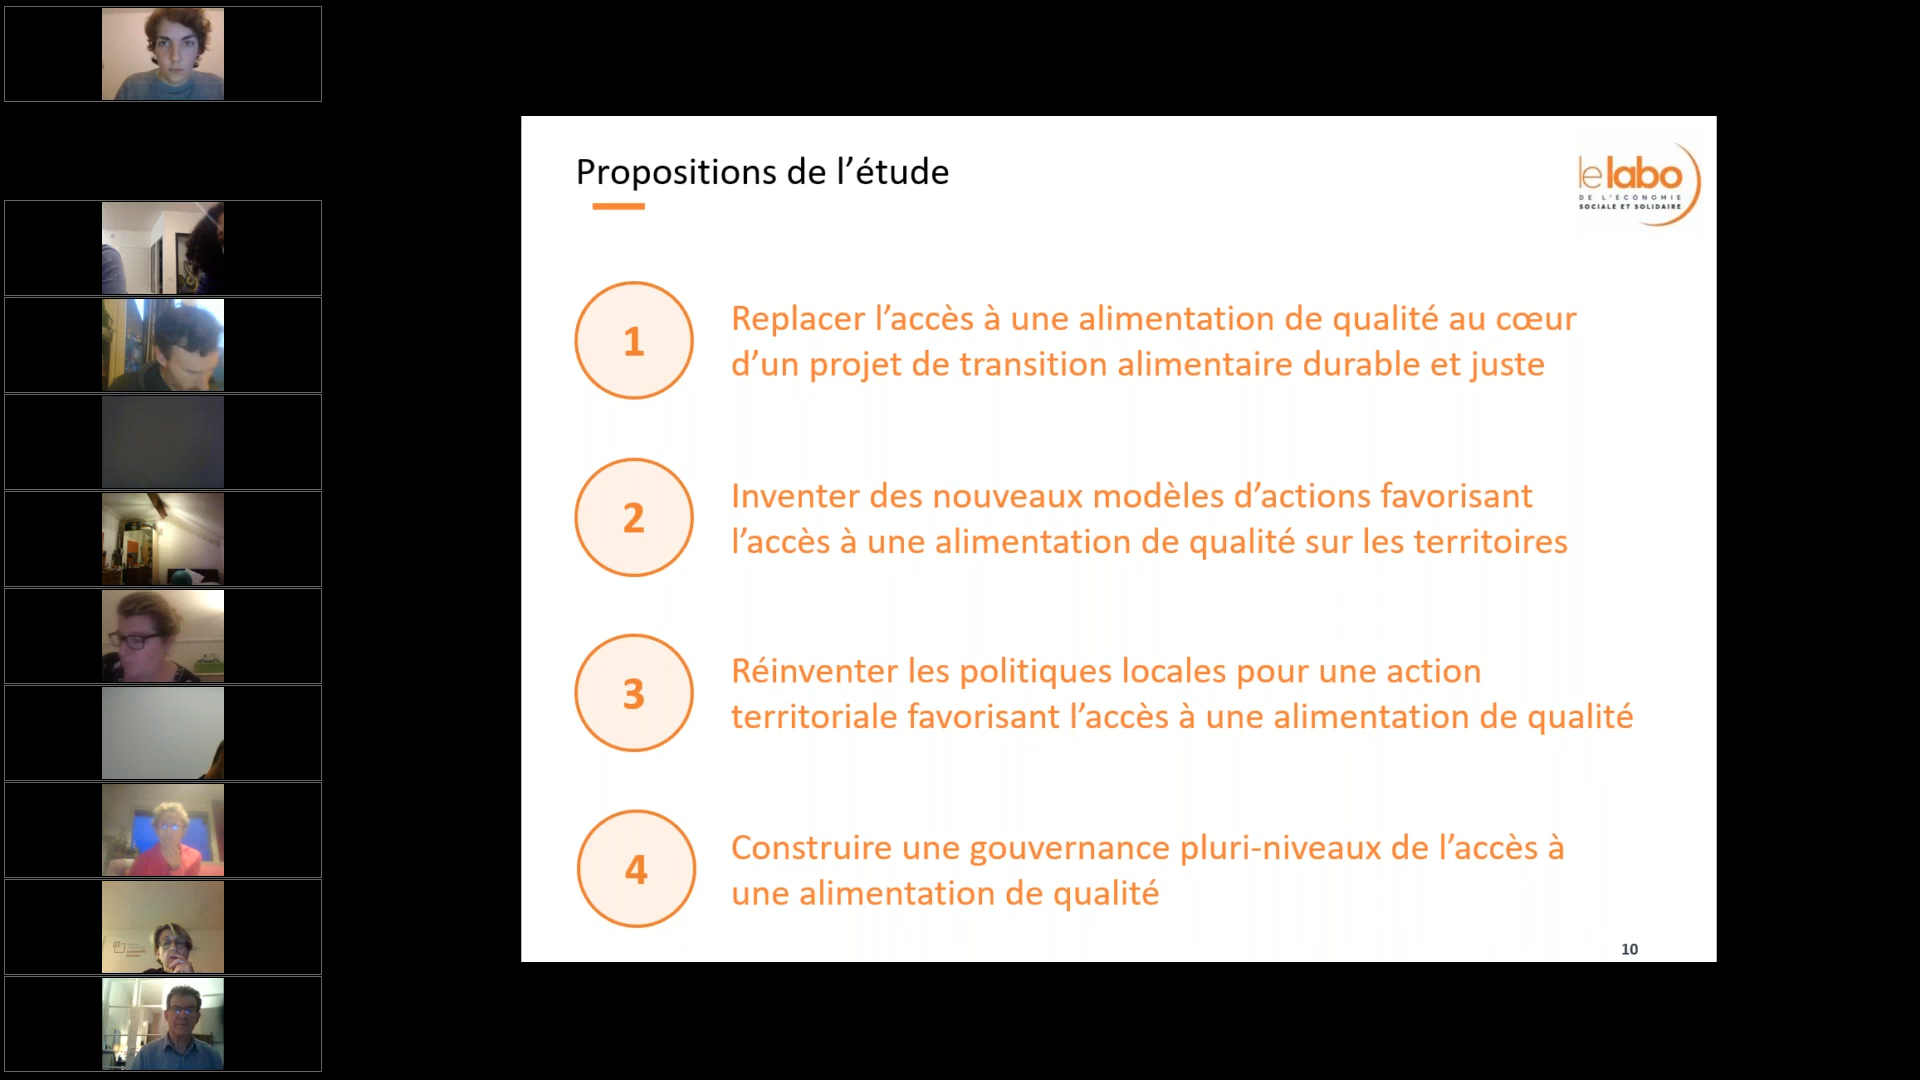 Propositions de l’étude
le labo
DE L'ECONOMIE
SOCIALE ET SOLIDAIRE
1
Replacer l’accès à une alimentation de qualité au cœur
d’un projet de transition alimentaire durable et juste
2
Inventer des nouveaux modèles d’actions favorisant
l’accès à une alimentation de qualité sur les territoires
3
Réinventer les politiques locales pour une action
territoriale favorisant l’accès à une alimentation de qualité
4
Construire une gouvernance pluri-niveaux de l’accès à
une alimentation de qualité
10